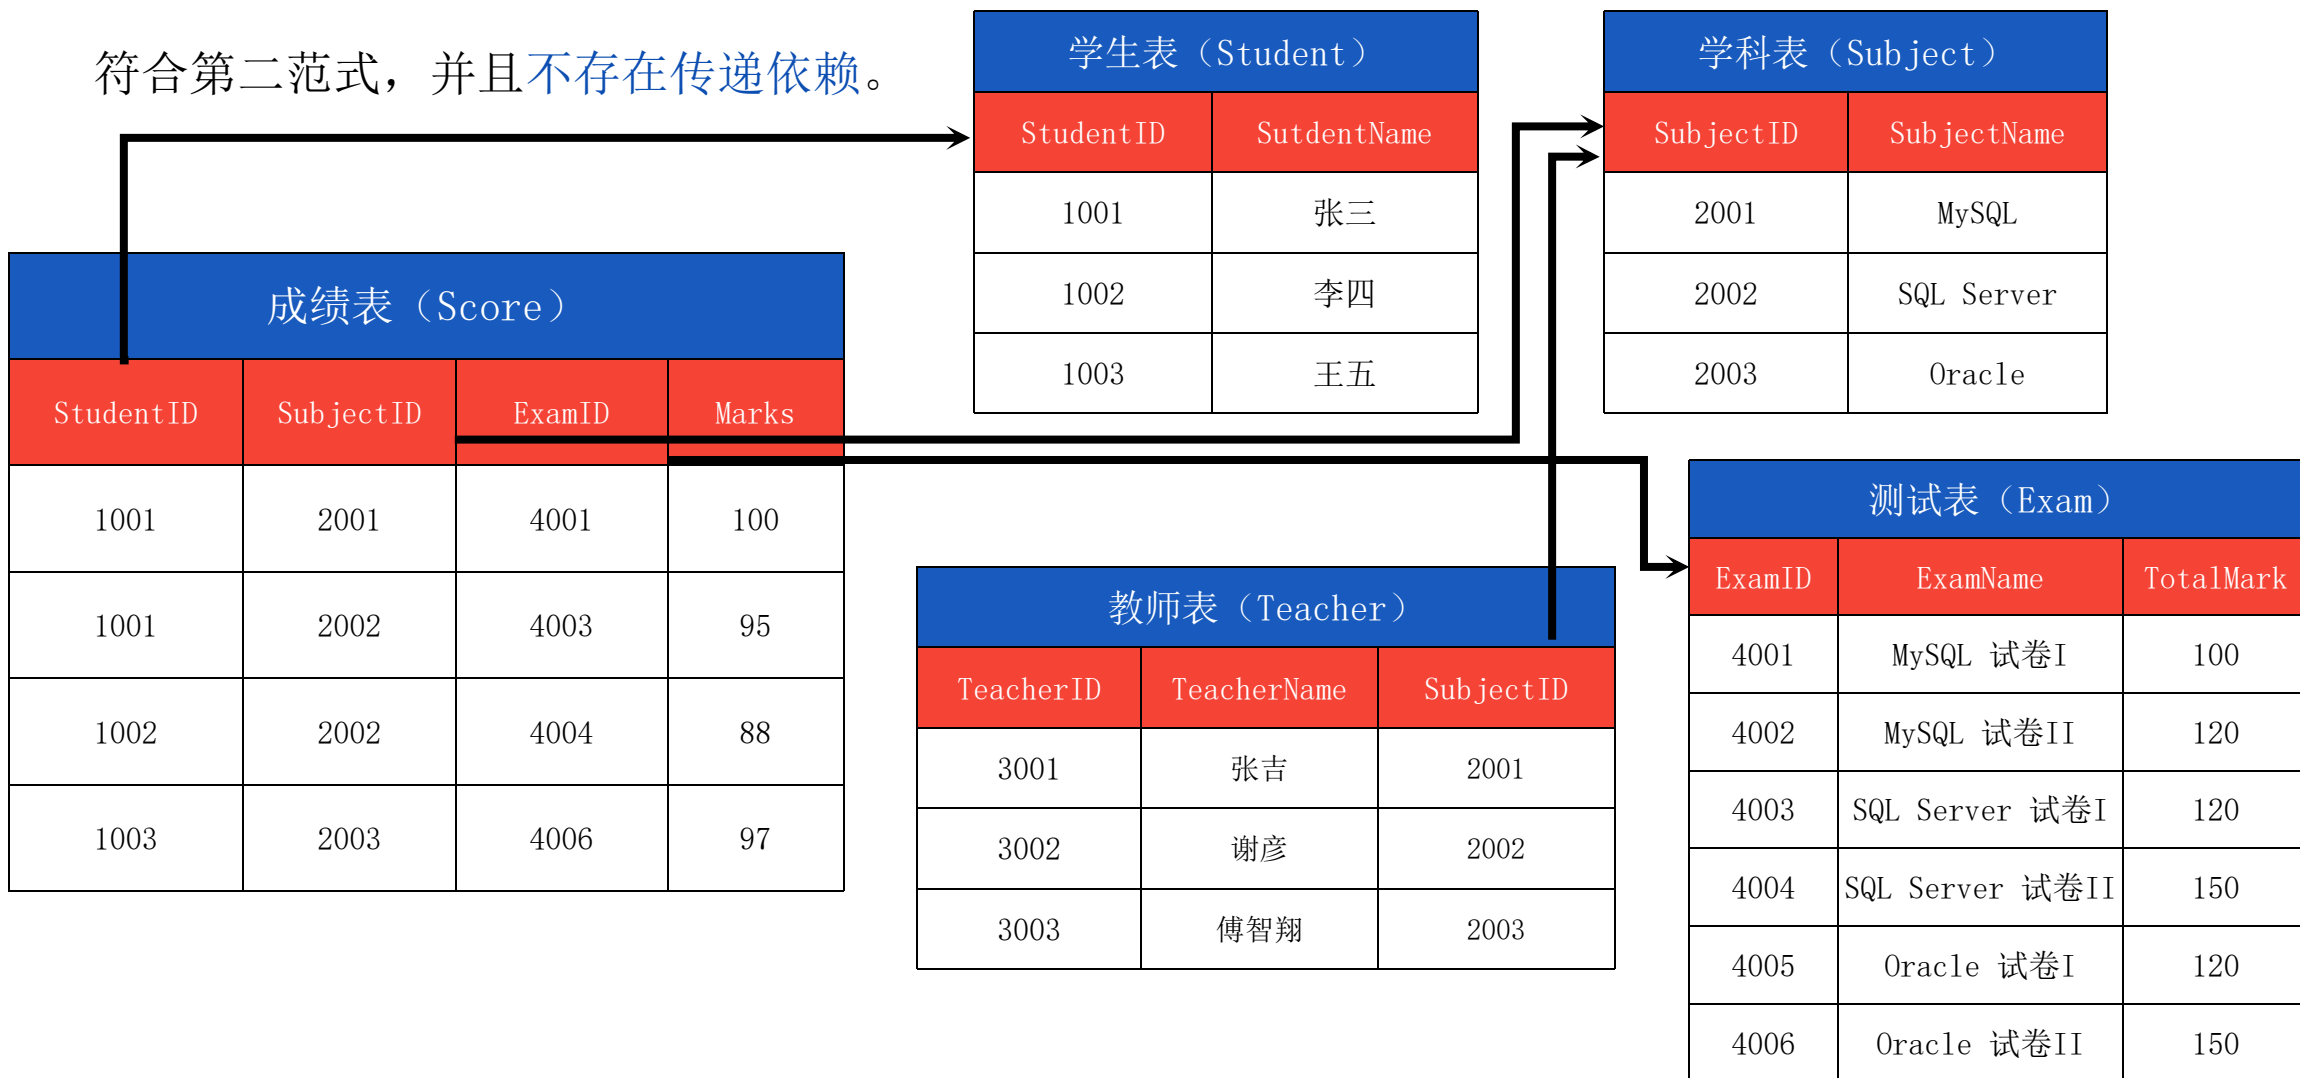 符合第二范式，并且不存在传递依赖。
学生表（Student）
StudentID SutdentName
1001 张三
1002 李四
1003 王五
学科表（Subject）
SubjectID SubjectName
2001 MySQL
2002 SQL Server
2003 Oracle
成绩表（Score）
StudentID SubjectID ExamID Marks
1001 2001 4001 100
1001 2002 4003 95
1002 2002 4004 88
1003 2003 4006 97
教师表（Teacher）
TeacherID TeacherName SubjectID
3001 张吉 2001
3002 谢彦 2002
3003 傅智翔 2003
测试表（Exam）
ExamID ExamName TotalMark
4001 MySQL 试卷I 100
4002 MySQL 试卷II 120
4003 SQL Server 试卷I 120
4004 SQL Server 试卷II 150
4005 Oracle 试卷I 120
4006 Oracle 试卷II 150